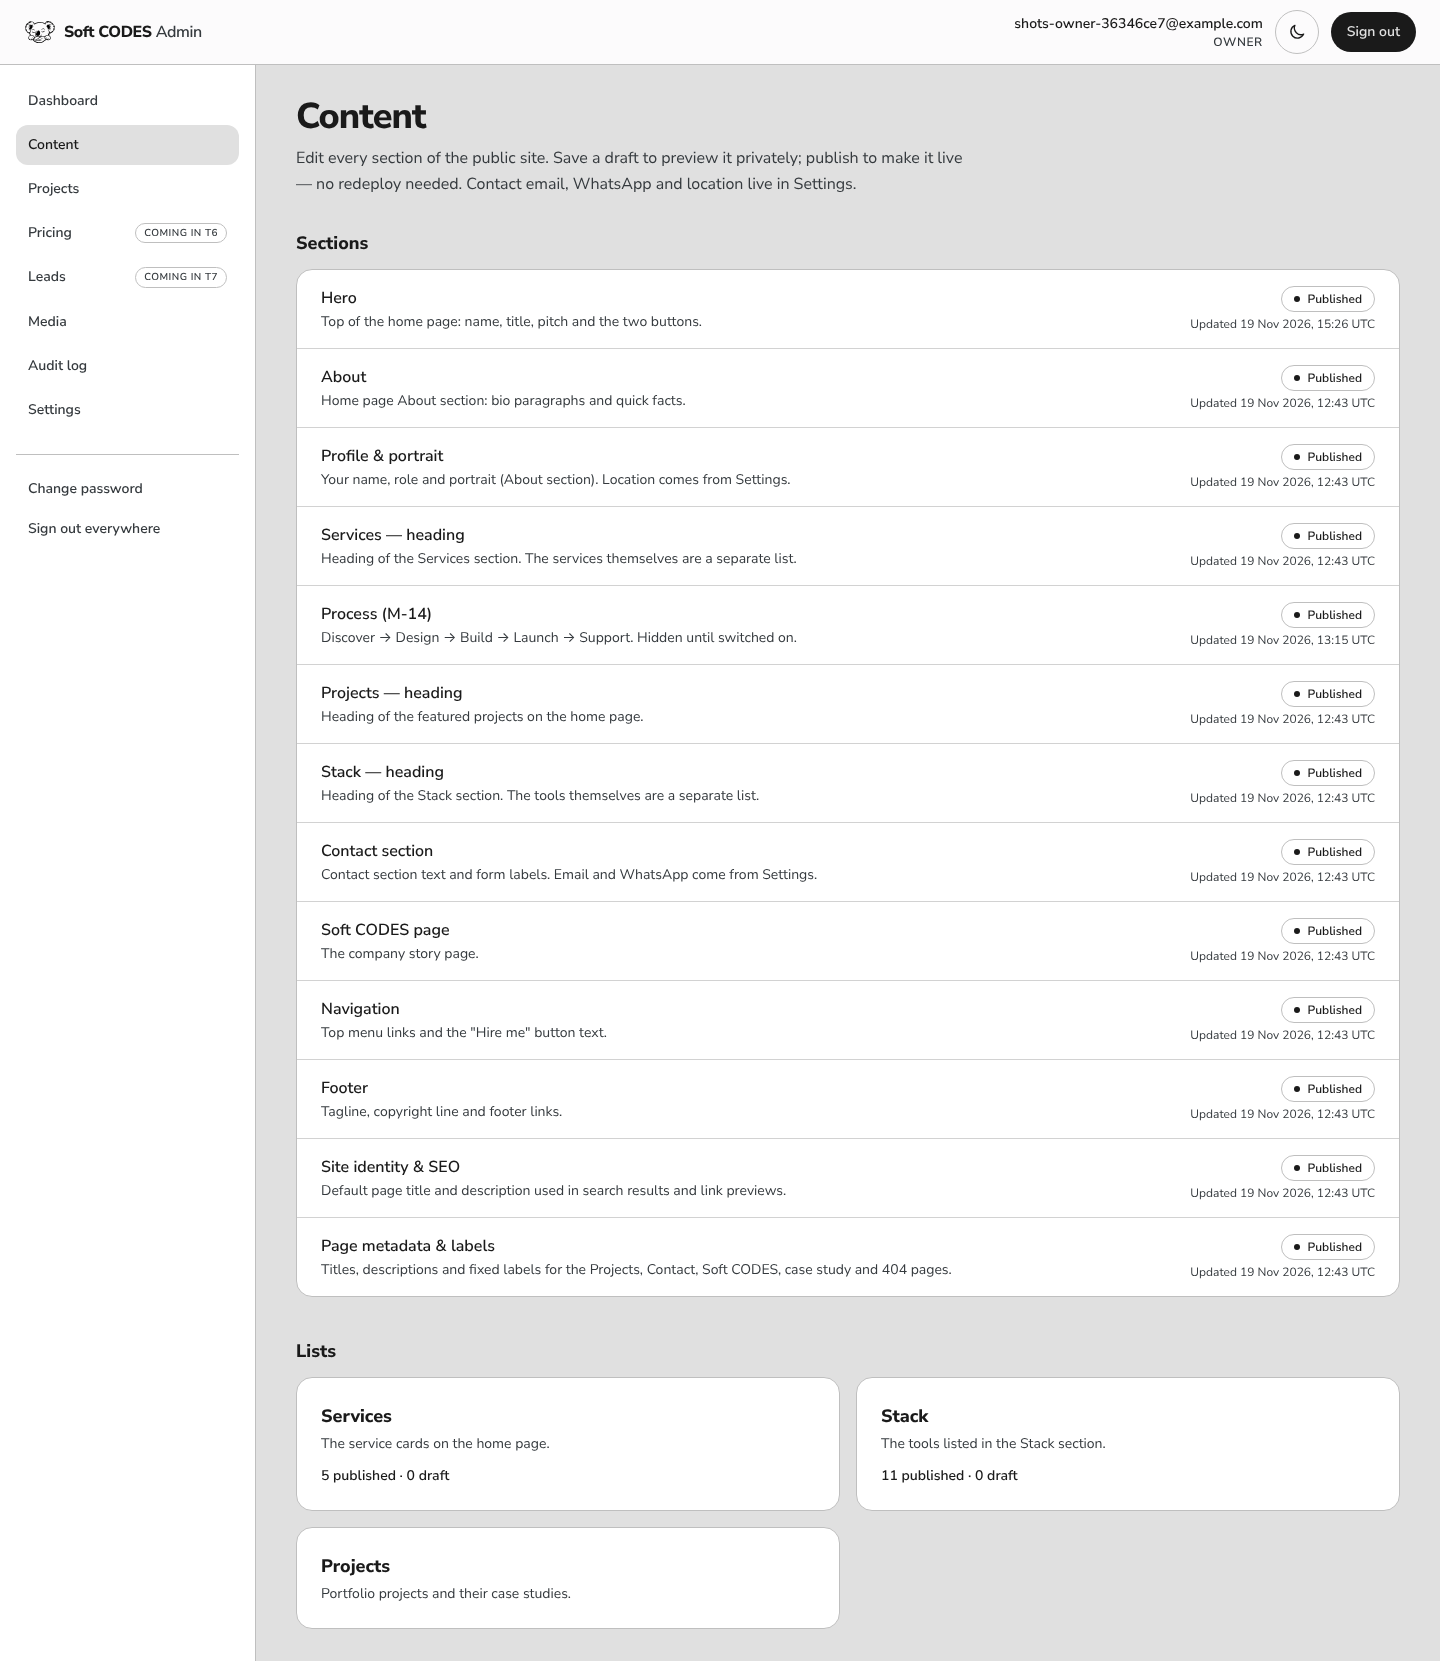 Soft CODES Admin
shots-owner-36346ce7@example.com
OWNER
Sign out
Dashboard
Content
Projects
Pricing
COMING IN T6
Leads
COMING IN T7
Media
Audit log
Settings
Change password
Sign out everywhere
Content
Edit every section of the public site. Save a draft to preview it privately; publish to make it live
— no redeploy needed. Contact email, WhatsApp and location live in Settings.
Sections
Hero
Top of the home page: name, title, pitch and the two buttons.
Published
Updated 19 Nov 2026, 15:26 UTC
About
Home page About section: bio paragraphs and quick facts.
Published
Updated 19 Nov 2026, 12:43 UTC
Profile & portrait
Your name, role and portrait (About section). Location comes from Settings.
Published
Updated 19 Nov 2026, 12:43 UTC
Services — heading
Heading of the Services section. The services themselves are a separate list.
Published
Updated 19 Nov 2026, 12:43 UTC
Process (M-14)
Discover → Design → Build → Launch → Support. Hidden until switched on.
Published
Updated 19 Nov 2026, 13:15 UTC
Projects — heading
Heading of the featured projects on the home page.
Published
Updated 19 Nov 2026, 12:43 UTC
Stack — heading
Heading of the Stack section. The tools themselves are a separate list.
Published
Updated 19 Nov 2026, 12:43 UTC
Contact section
Contact section text and form labels. Email and WhatsApp come from Settings.
Published
Updated 19 Nov 2026, 12:43 UTC
Soft CODES page
The company story page.
Published
Updated 19 Nov 2026, 12:43 UTC
Navigation
Top menu links and the "Hire me" button text.
Published
Updated 19 Nov 2026, 12:43 UTC
Footer
Tagline, copyright line and footer links.
Published
Updated 19 Nov 2026, 12:43 UTC
Site identity & SEO
Default page title and description used in search results and link previews.
Published
Updated 19 Nov 2026, 12:43 UTC
Page metadata & labels
Titles, descriptions and fixed labels for the Projects, Contact, Soft CODES, case study and 404 pages.
Published
Updated 19 Nov 2026, 12:43 UTC
Lists
Services
The service cards on the home page.
5 published · 0 draft
Stack
The tools listed in the Stack section.
11 published · 0 draft
Projects
Portfolio projects and their case studies.